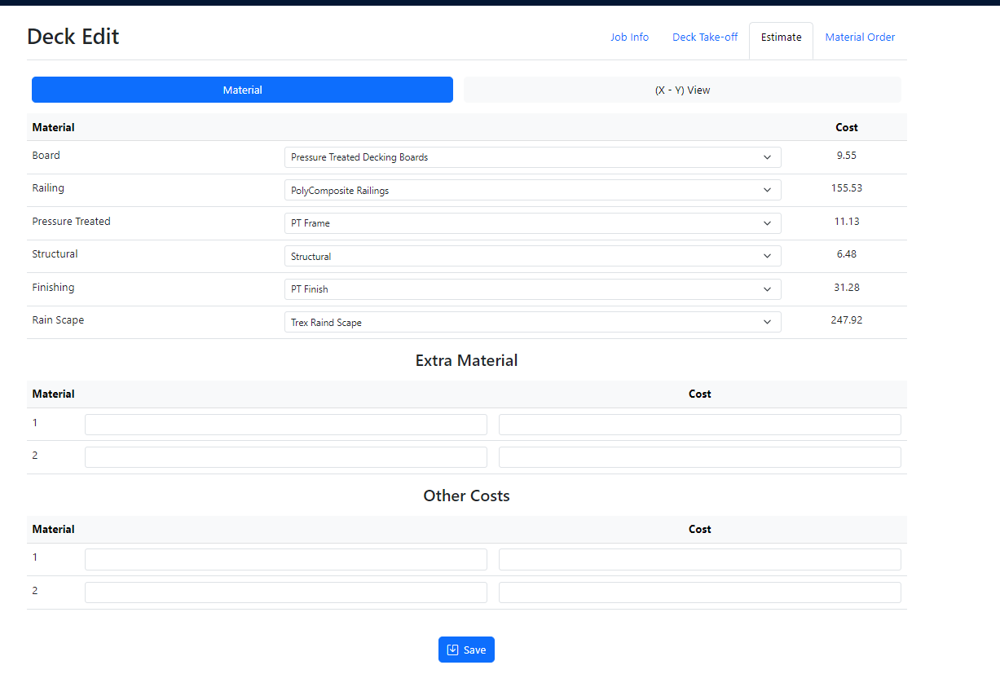 Deck Edit
Job Info Deck Take-off Estimate Material Order
Material (X - Y) View
Material Cost
Board Pressure Treated Decking Boards 9.55
Railing PolyComposite Railings 155.53
Pressure Treated PT Frame 11.13
Structural Structural 6.48
Finishing PT Finish 31.28
Rain Scape Trex Raind Scape 247.92
Extra Material
Material Cost
1
2
Other Costs
Material Cost
1
2
Save